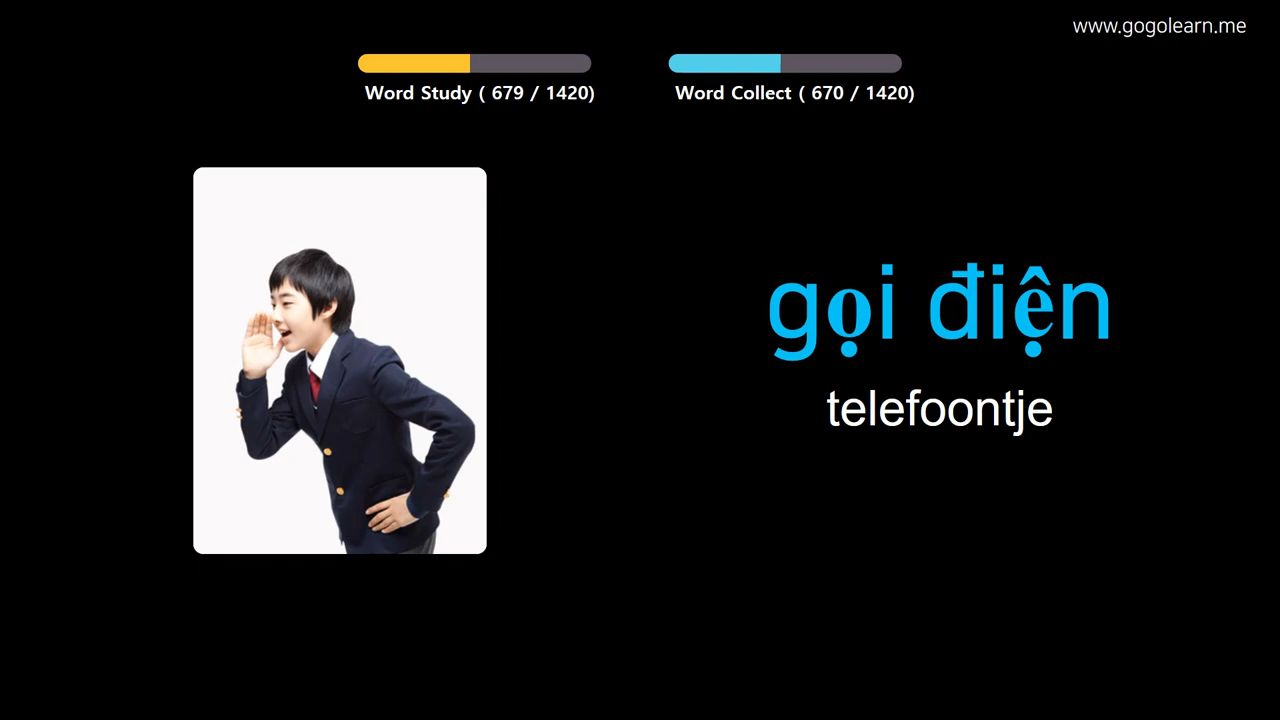 www.gogolearn.me
Word Study ( 679 / 1420)
Word Collect ( 670 / 1420)
gọi điện
telefoontje